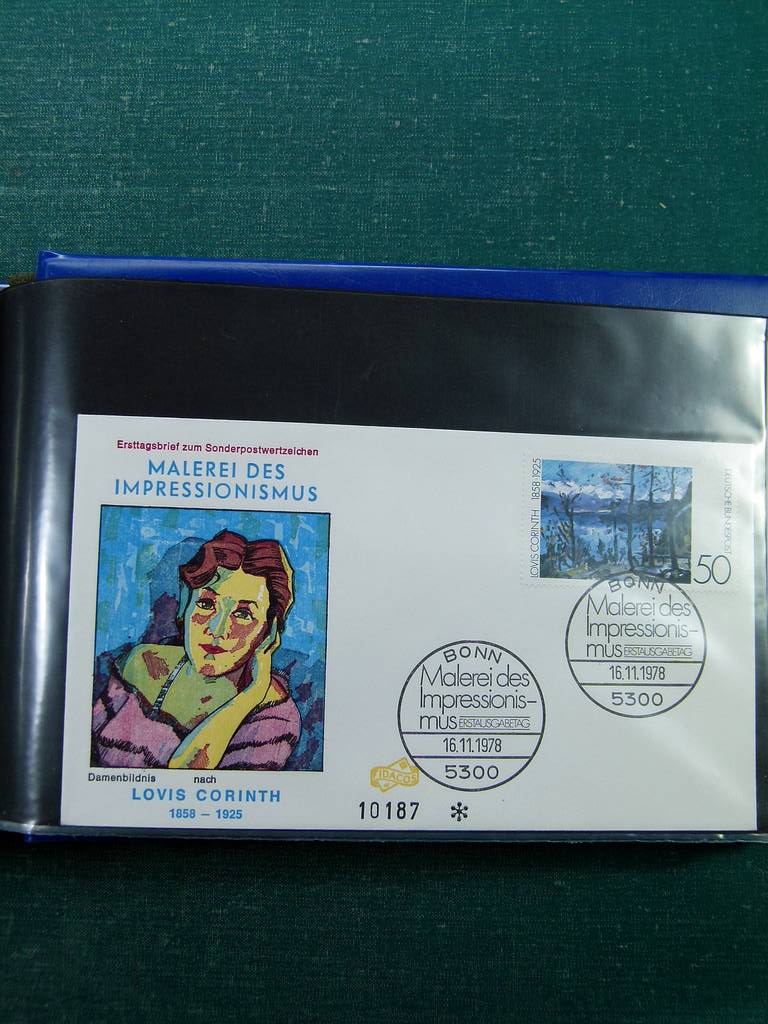 Ersttagsbrief zum Sonderpostwertzeichen
MALEREI DES
IMPRESSIONISMUS
Damenbildnis nach
LOVIS CORINTH
1858 – 1925
LOVIS CORINTH 1858-1925
DEUTSCHE BUNDESPOST
50
BONN
Malerei des
Impressionis-
mus ERSTAUSGABETAG
16.11.1978
5300
BONN
Malerei des
Impressionis-
mus ERSTAUSGABETAG
16.11.1978
5300
IDACOS
10187 ✻